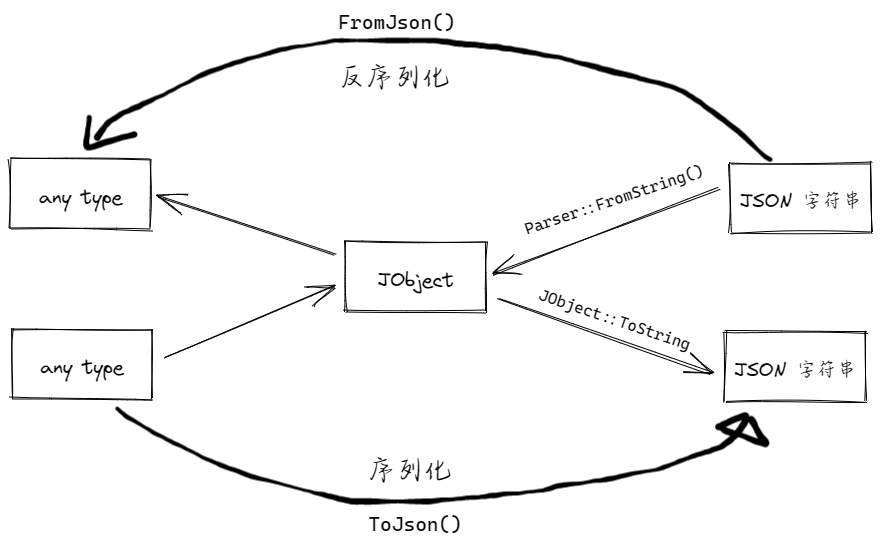 FromJson()
反序列化
any type
Parser::FromString()
JSON 字符串
JObject
JObject::ToString
any type
JSON 字符串
序列化
ToJson()